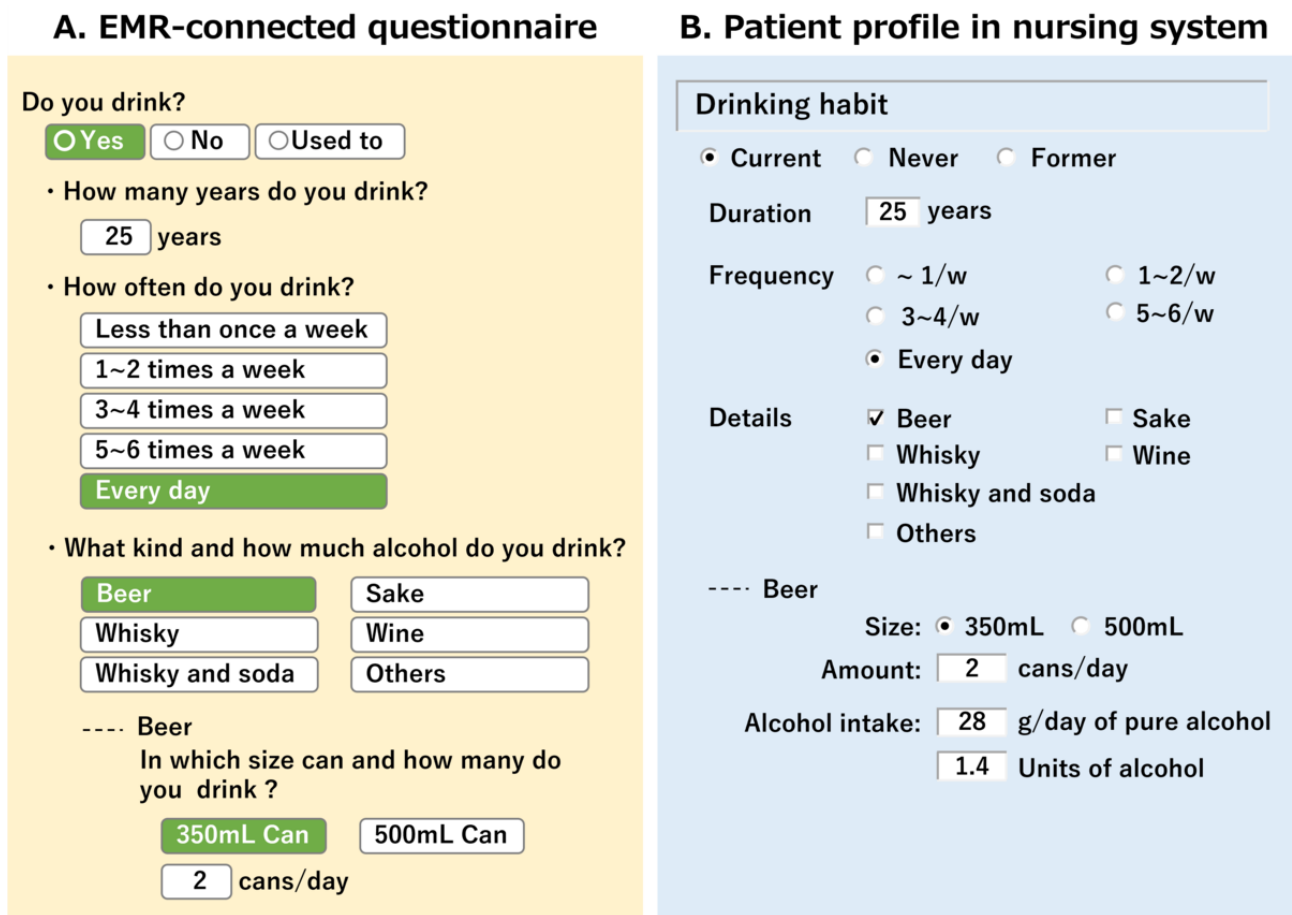 A. EMR-connected questionnaire
Do you drink?
Yes No Used to
・How many years do you drink?
25 years
・How often do you drink?
Less than once a week
1~2 times a week
3~4 times a week
5~6 times a week
Every day
・What kind and how much alcohol do you drink?
Beer Sake
Whisky Wine
Whisky and soda Others
---- Beer
In which size can and how many do
you drink ?
350mL Can 500mL Can
2 cans/day
B. Patient profile in nursing system
Drinking habit
Current Never Former
Duration 25 years
Frequency ~ 1/w 1~2/w
3~4/w 5~6/w
Every day
Details Beer Sake
Whisky Wine
Whisky and soda
Others
---- Beer
Size: 350mL 500mL
Amount: 2 cans/day
Alcohol intake: 28 g/day of pure alcohol
1.4 Units of alcohol